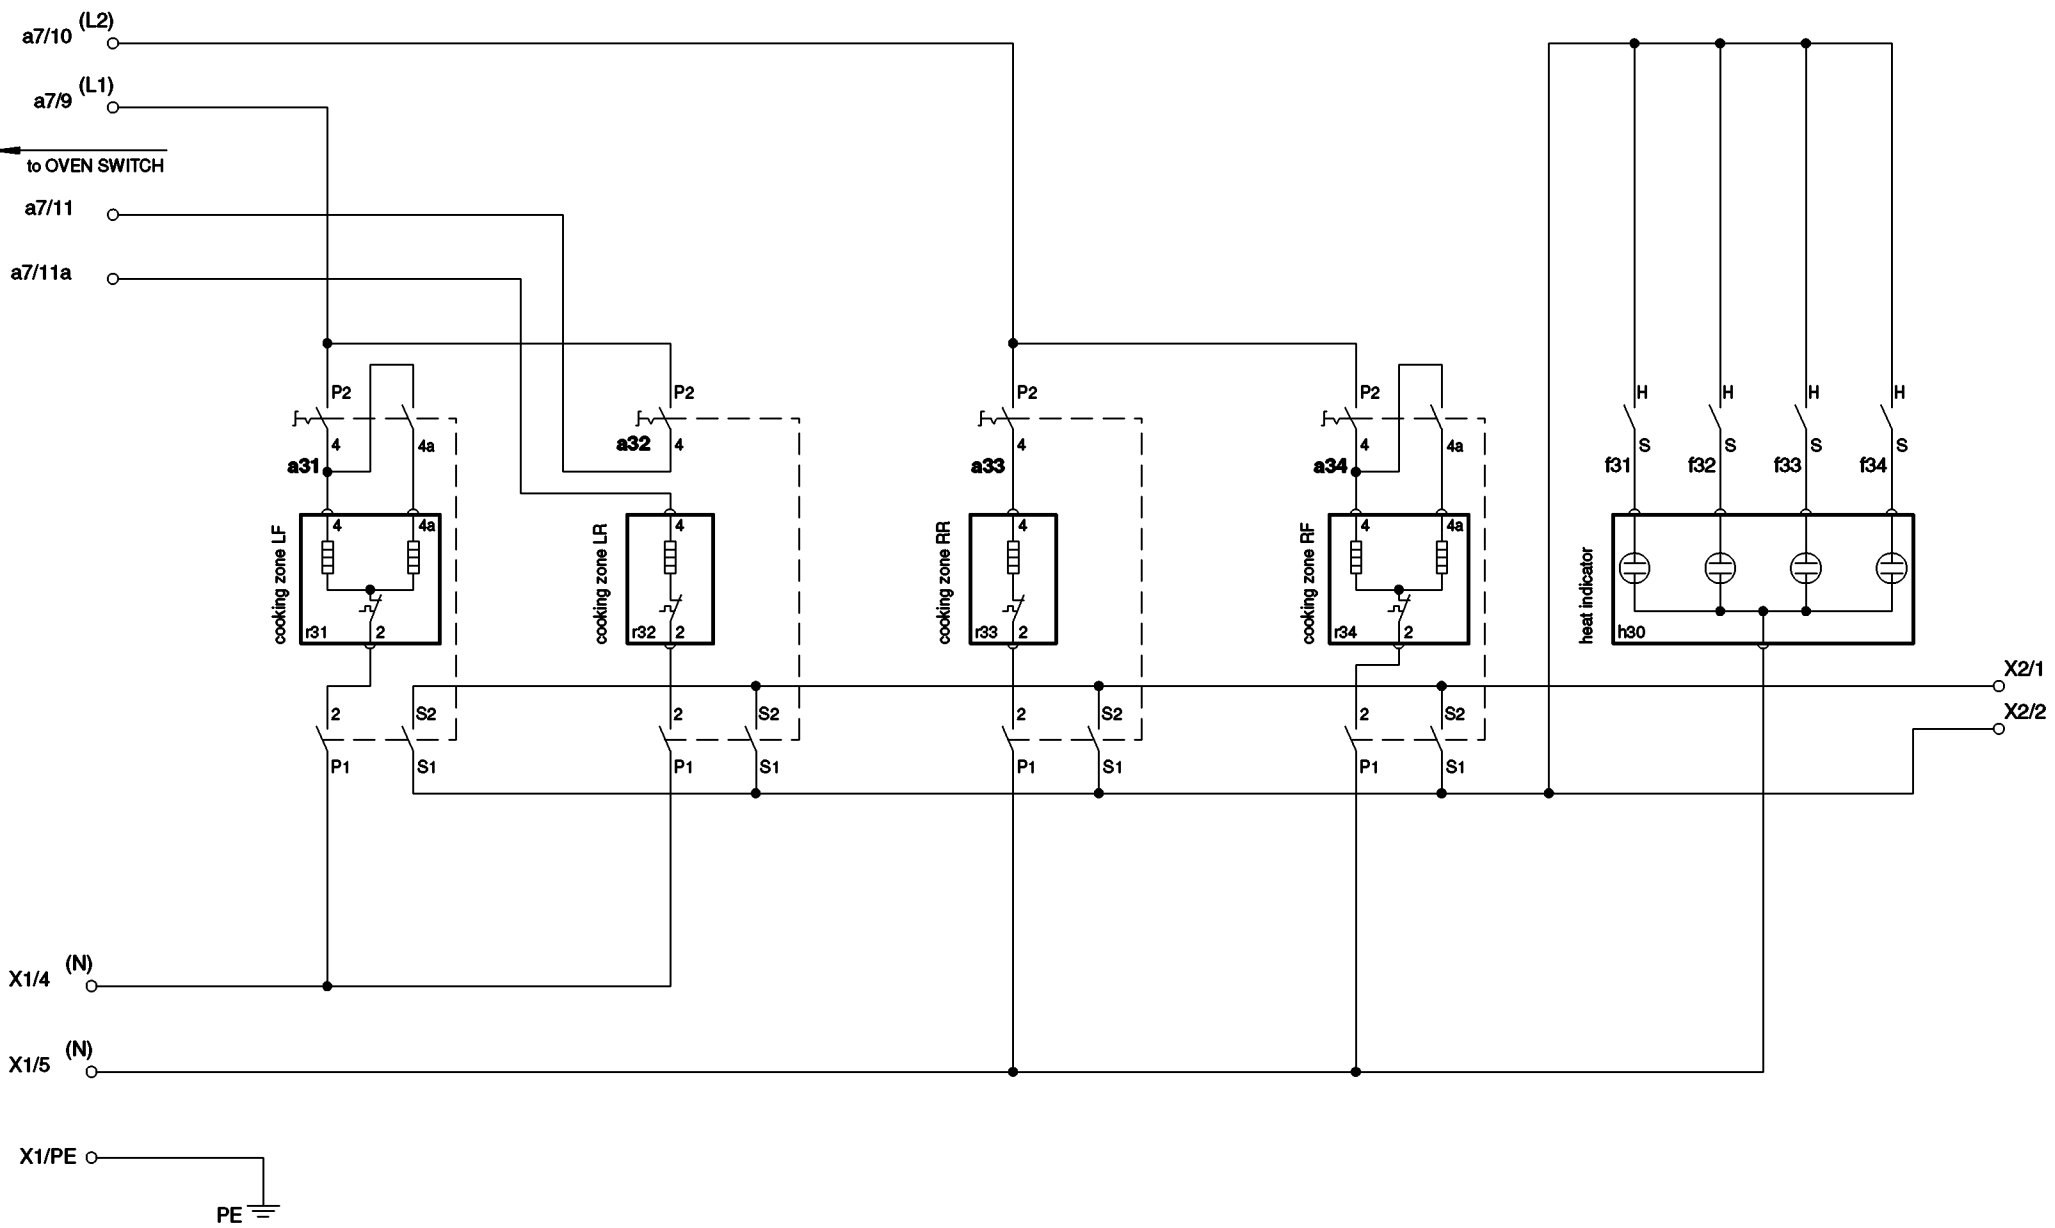 (L2)
a7/10
(L1)
a7/9
to OVEN SWITCH
a7/11
a7/11a
P2 P2 P2 P2 H H H H
4 4a a32 4 4 4 4a S S S S
a31 a33 a34 f31 f32 f33 f34
4 4a 4 4 4 4a
cooking zone LF
cooking zone LR
cooking zone RR
cooking zone RF
heat indicator
r31 2 r32 2 r33 2 r34 2 h30
X2/1
2 S2 2 S2 2 S2 2 S2 X2/2
P1 S1 P1 S1 P1 S1 P1 S1
(N)
X1/4
(N)
X1/5
X1/PE
PE